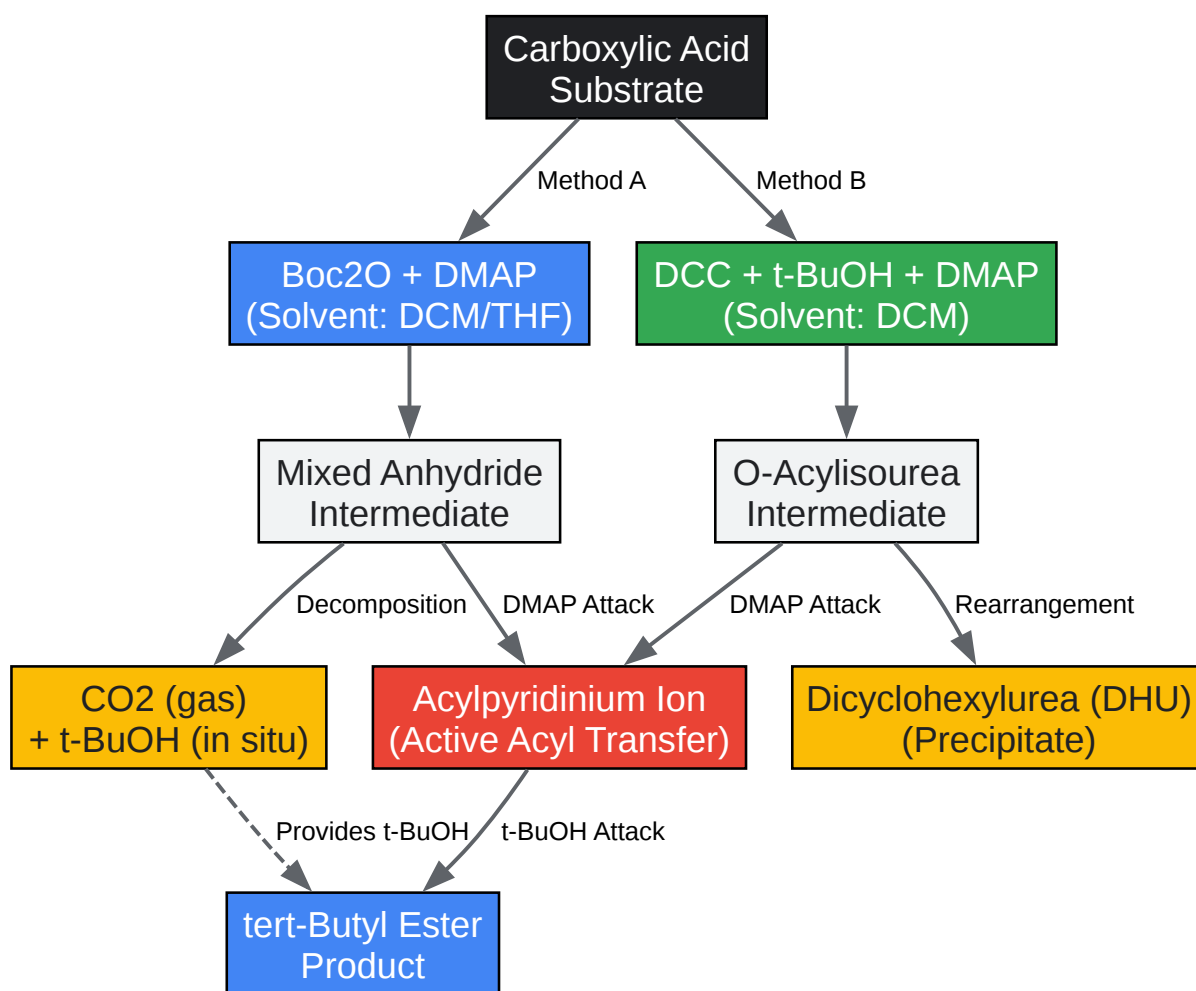 Carboxylic Acid
Substrate
Method A
Method B
Boc2O + DMAP
(Solvent: DCM/THF)
DCC + t-BuOH + DMAP
(Solvent: DCM)
Mixed Anhydride
Intermediate
O-Acylisourea
Intermediate
Decomposition
DMAP Attack
DMAP Attack
Rearrangement
CO2 (gas)
+ t-BuOH (in situ)
Acylpyridinium Ion
(Active Acyl Transfer)
Dicyclohexylurea (DHU)
(Precipitate)
Provides t-BuOH
t-BuOH Attack
tert-Butyl Ester
Product